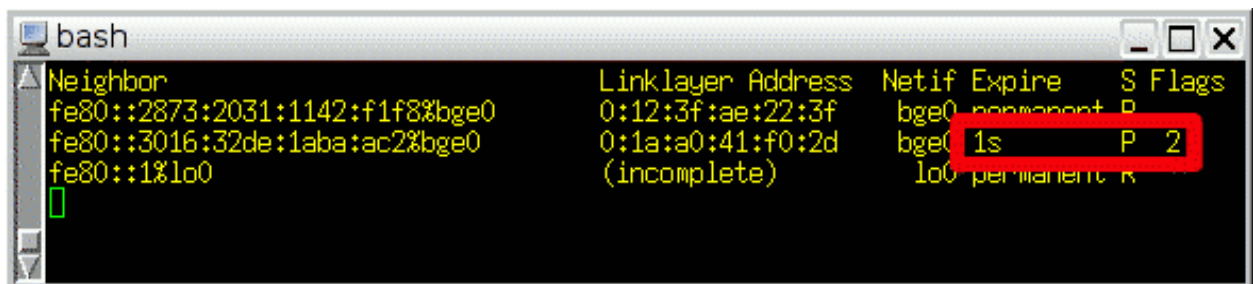 bash
Neighbor Linklayer Address Netif Expire S Flags
fe80::2873:2031:1142:f1f8%bge0 0:12:3f:ae:22:3f bge0 permanent R
fe80::3016:32de:1aba:ac2%bge0 0:1a:a0:41:f0:2d bge0 1s P 2
fe80::1%lo0 (incomplete) lo0 permanent R